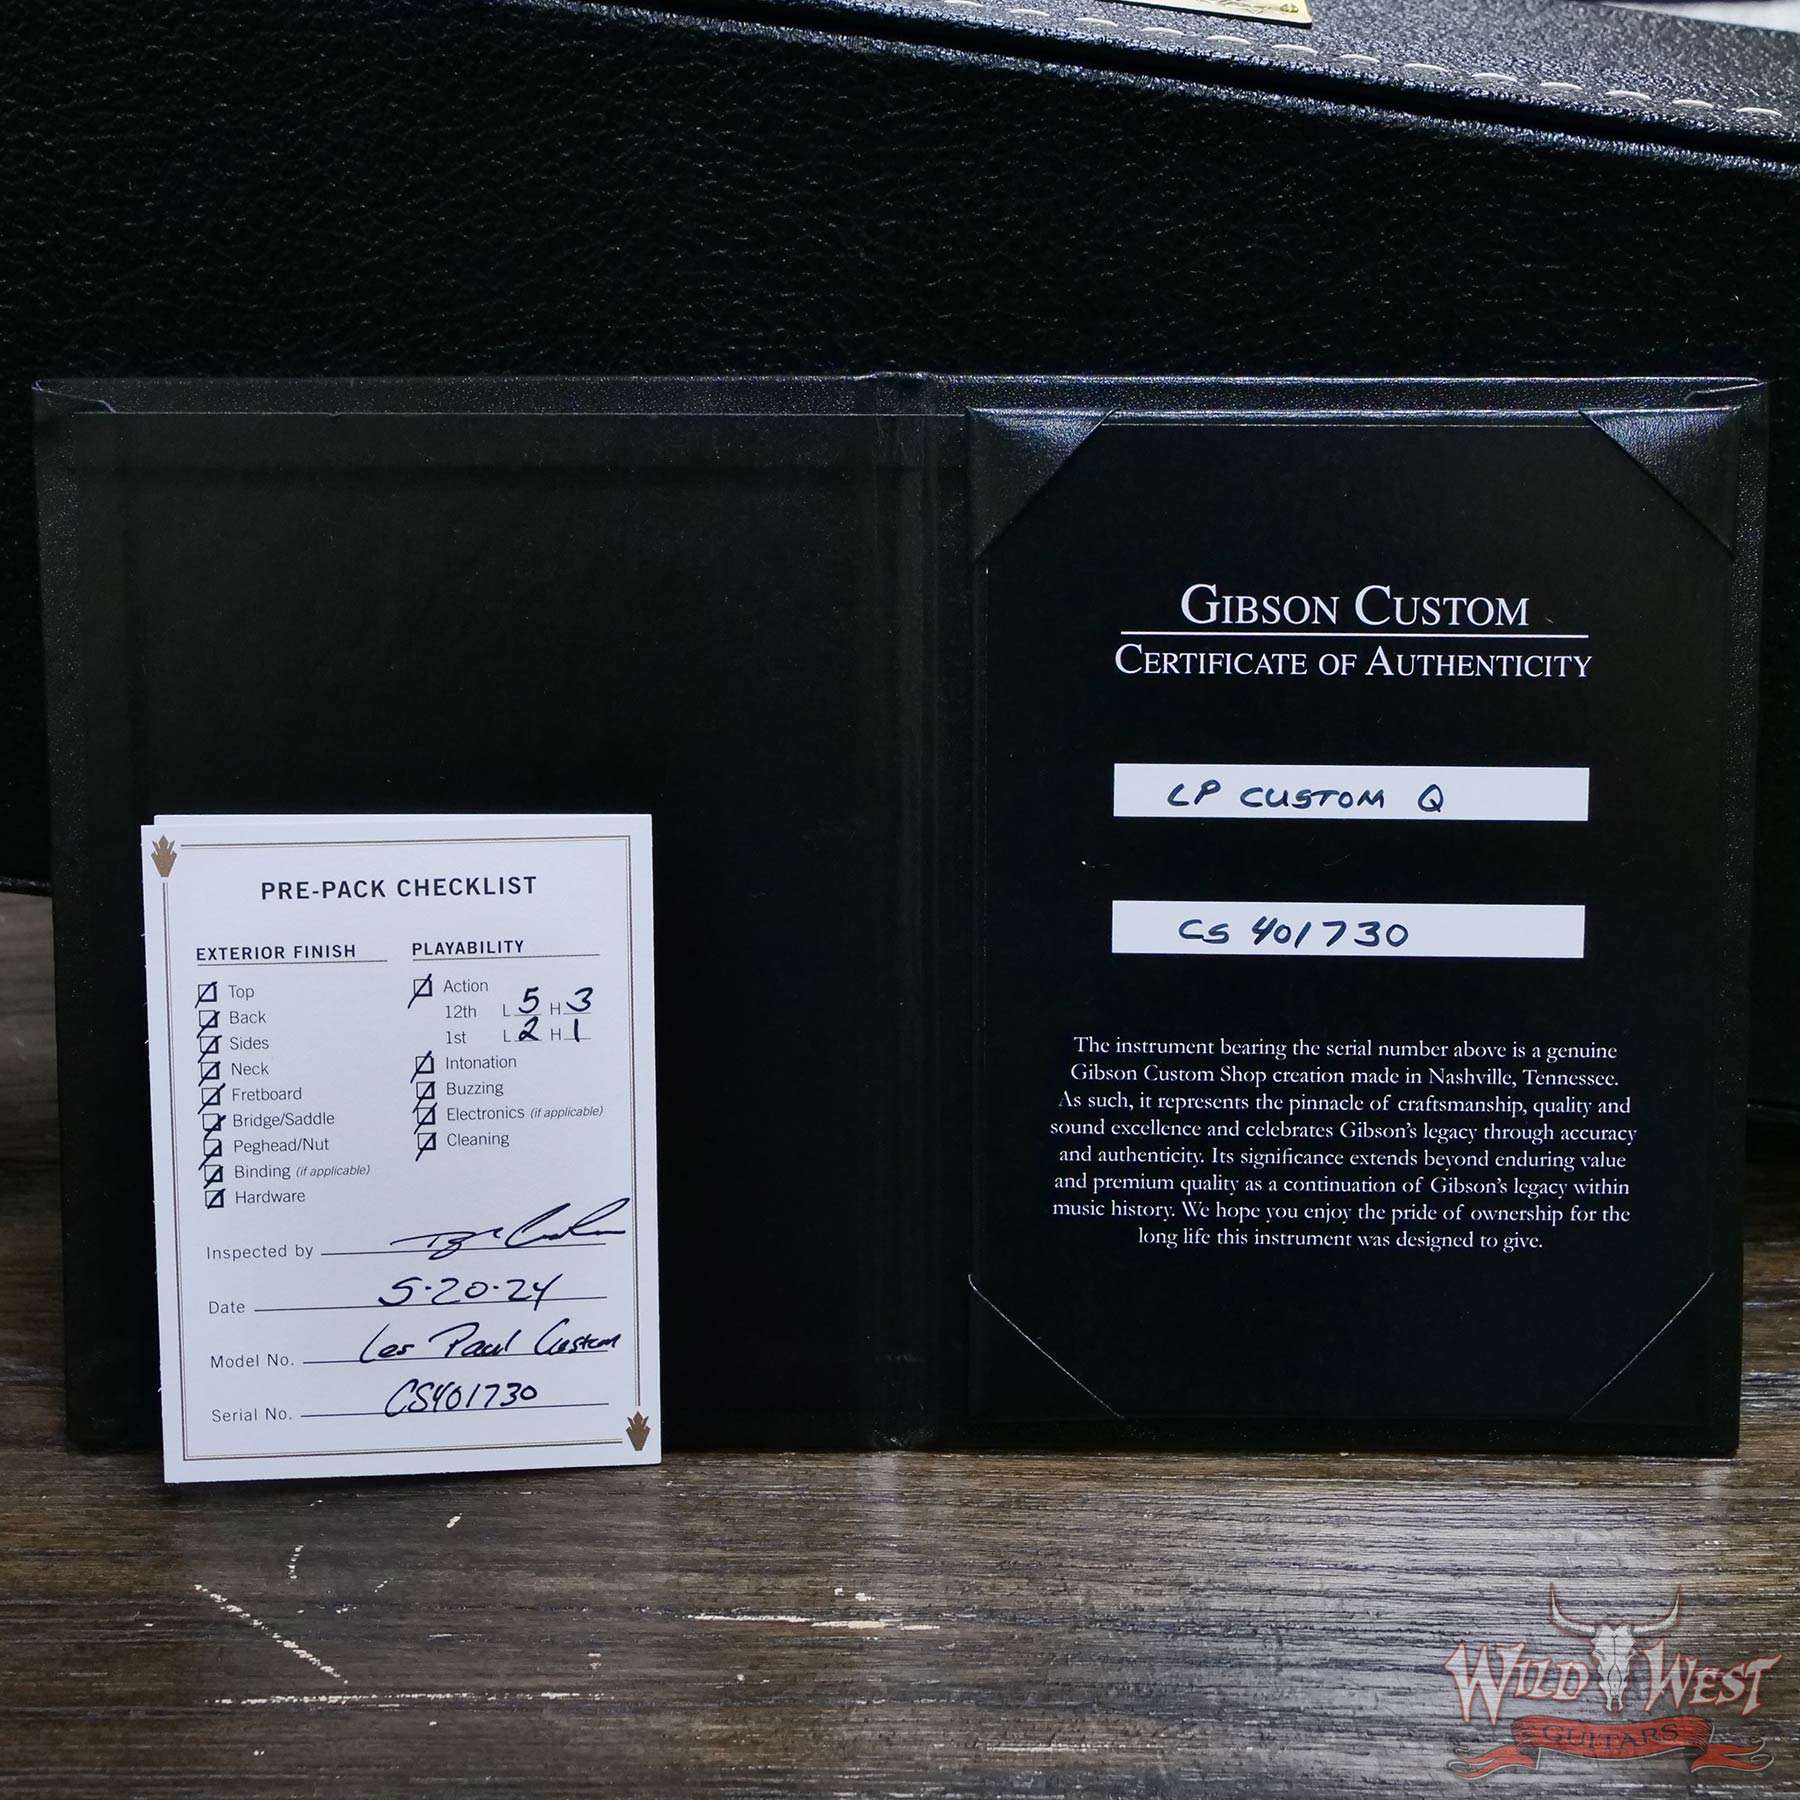 PRE-PACK CHECKLIST
EXTERIOR FINISH
Top
Back
Sides
Neck
Fretboard
Bridge/Saddle
Peghead/Nut
Binding (if applicable)
Hardware
PLAYABILITY
Action
12th L 5 H 3
1st L 2 H 1
Intonation
Buzzing
Electronics (if applicable)
Cleaning
Inspected by
Date 5-20-24
Model No. Les Paul Custom
Serial No. CS401730
GIBSON CUSTOM
CERTIFICATE OF AUTHENTICITY
LP CUSTOM Q
CS 401730
The instrument bearing the serial number above is a genuine
Gibson Custom Shop creation made in Nashville, Tennessee.
As such, it represents the pinnacle of craftsmanship, quality and
sound excellence and celebrates Gibson's legacy through accuracy
and authenticity. Its significance extends beyond enduring value
and premium quality as a continuation of Gibson's legacy within
music history. We hope you enjoy the pride of ownership for the
long life this instrument was designed to give.
WILD WEST
GUITARS